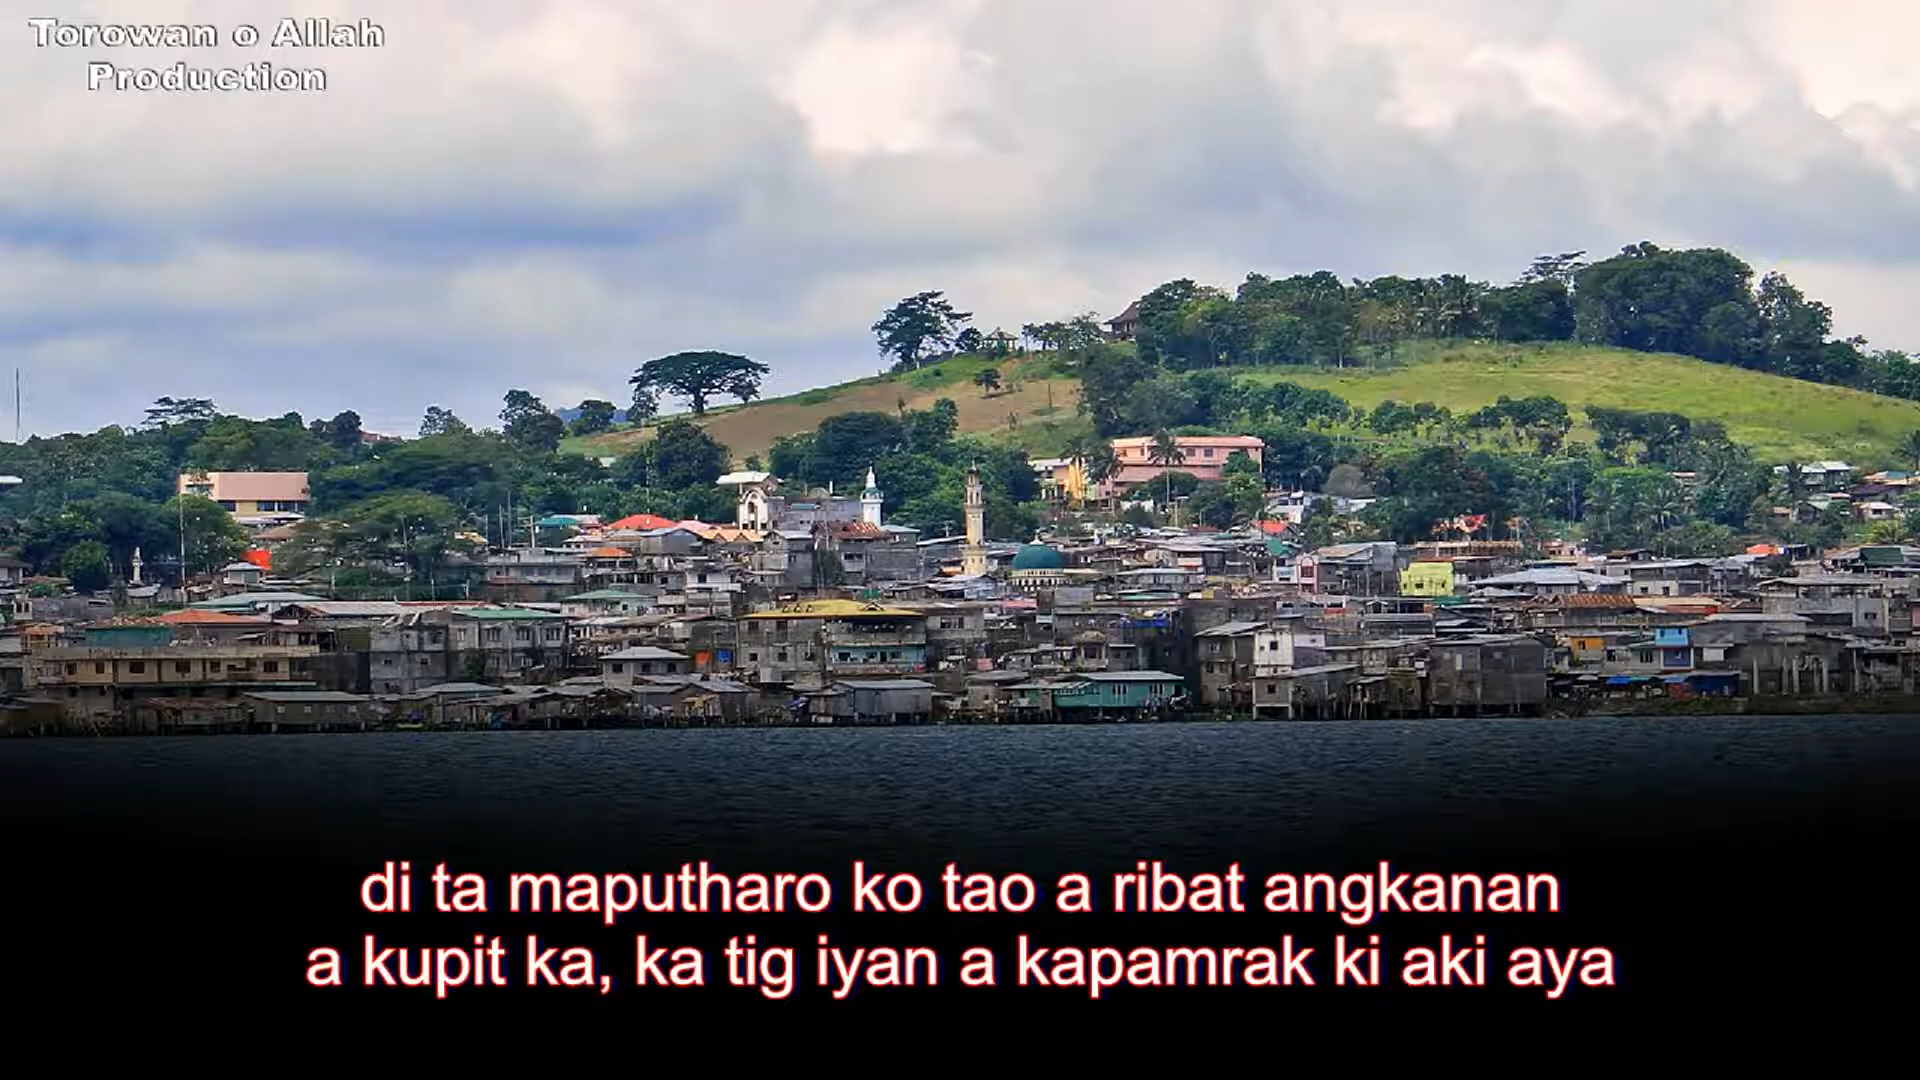 Torowan o Allah
Production
di ta maputharo ko tao a ribat angkanan
a kupit ka, ka tig iyan a kapamrak ki aki aya